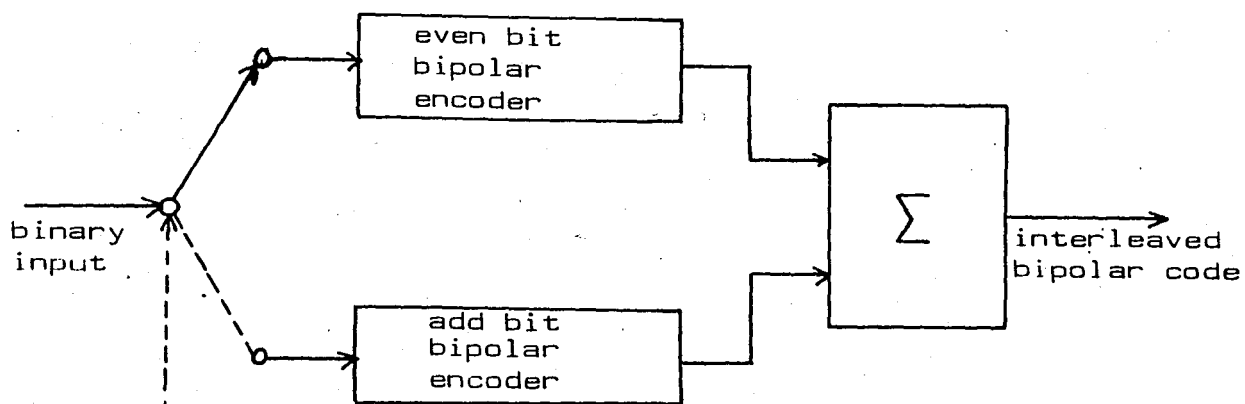 even bit
bipolar
encoder
binary
input
Σ
interleaved
bipolar code
add bit
bipolar
encoder